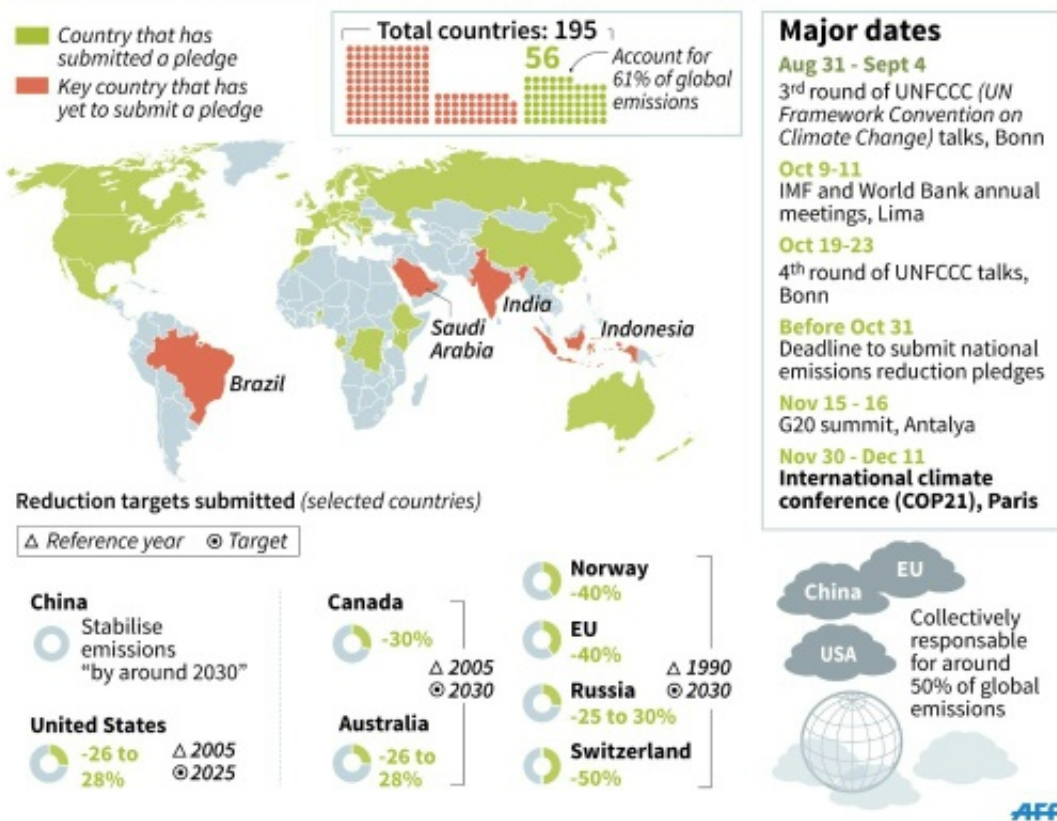 Country that has
submitted a pledge
Key country that has
yet to submit a pledge
Total countries: 195
56
Account for
61% of global
emissions
Brazil
Saudi
Arabia
India
Indonesia
Major dates
Aug 31 - Sept 4
3rd round of UNFCCC (UN
Framework Convention on
Climate Change) talks, Bonn
Oct 9-11
IMF and World Bank annual
meetings, Lima
Oct 19-23
4th round of UNFCCC talks,
Bonn
Before Oct 31
Deadline to submit national
emissions reduction pledges
Nov 15 - 16
G20 summit, Antalya
Nov 30 - Dec 11
International climate
conference (COP21), Paris
Reduction targets submitted (selected countries)
△ Reference year ⦿ Target
China
Stabilise
emissions
"by around 2030"
United States
-26 to
28%
△ 2005
⦿ 2025
Canada
-30%
Australia
-26 to
28%
△ 2005
⦿ 2030
Norway
-40%
EU
-40%
Russia
-25 to 30%
Switzerland
-50%
△ 1990
⦿ 2030
China
EU
USA
Collectively
responsable
for around
50% of global
emissions
AFP